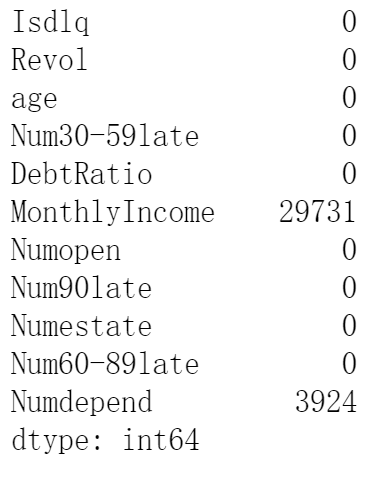 Isdlq 0
Revol 0
age 0
Num30-59late 0
DebtRatio 0
MonthlyIncome 29731
Numopen 0
Num90late 0
Numestate 0
Num60-89late 0
Numdepend 3924
dtype: int64